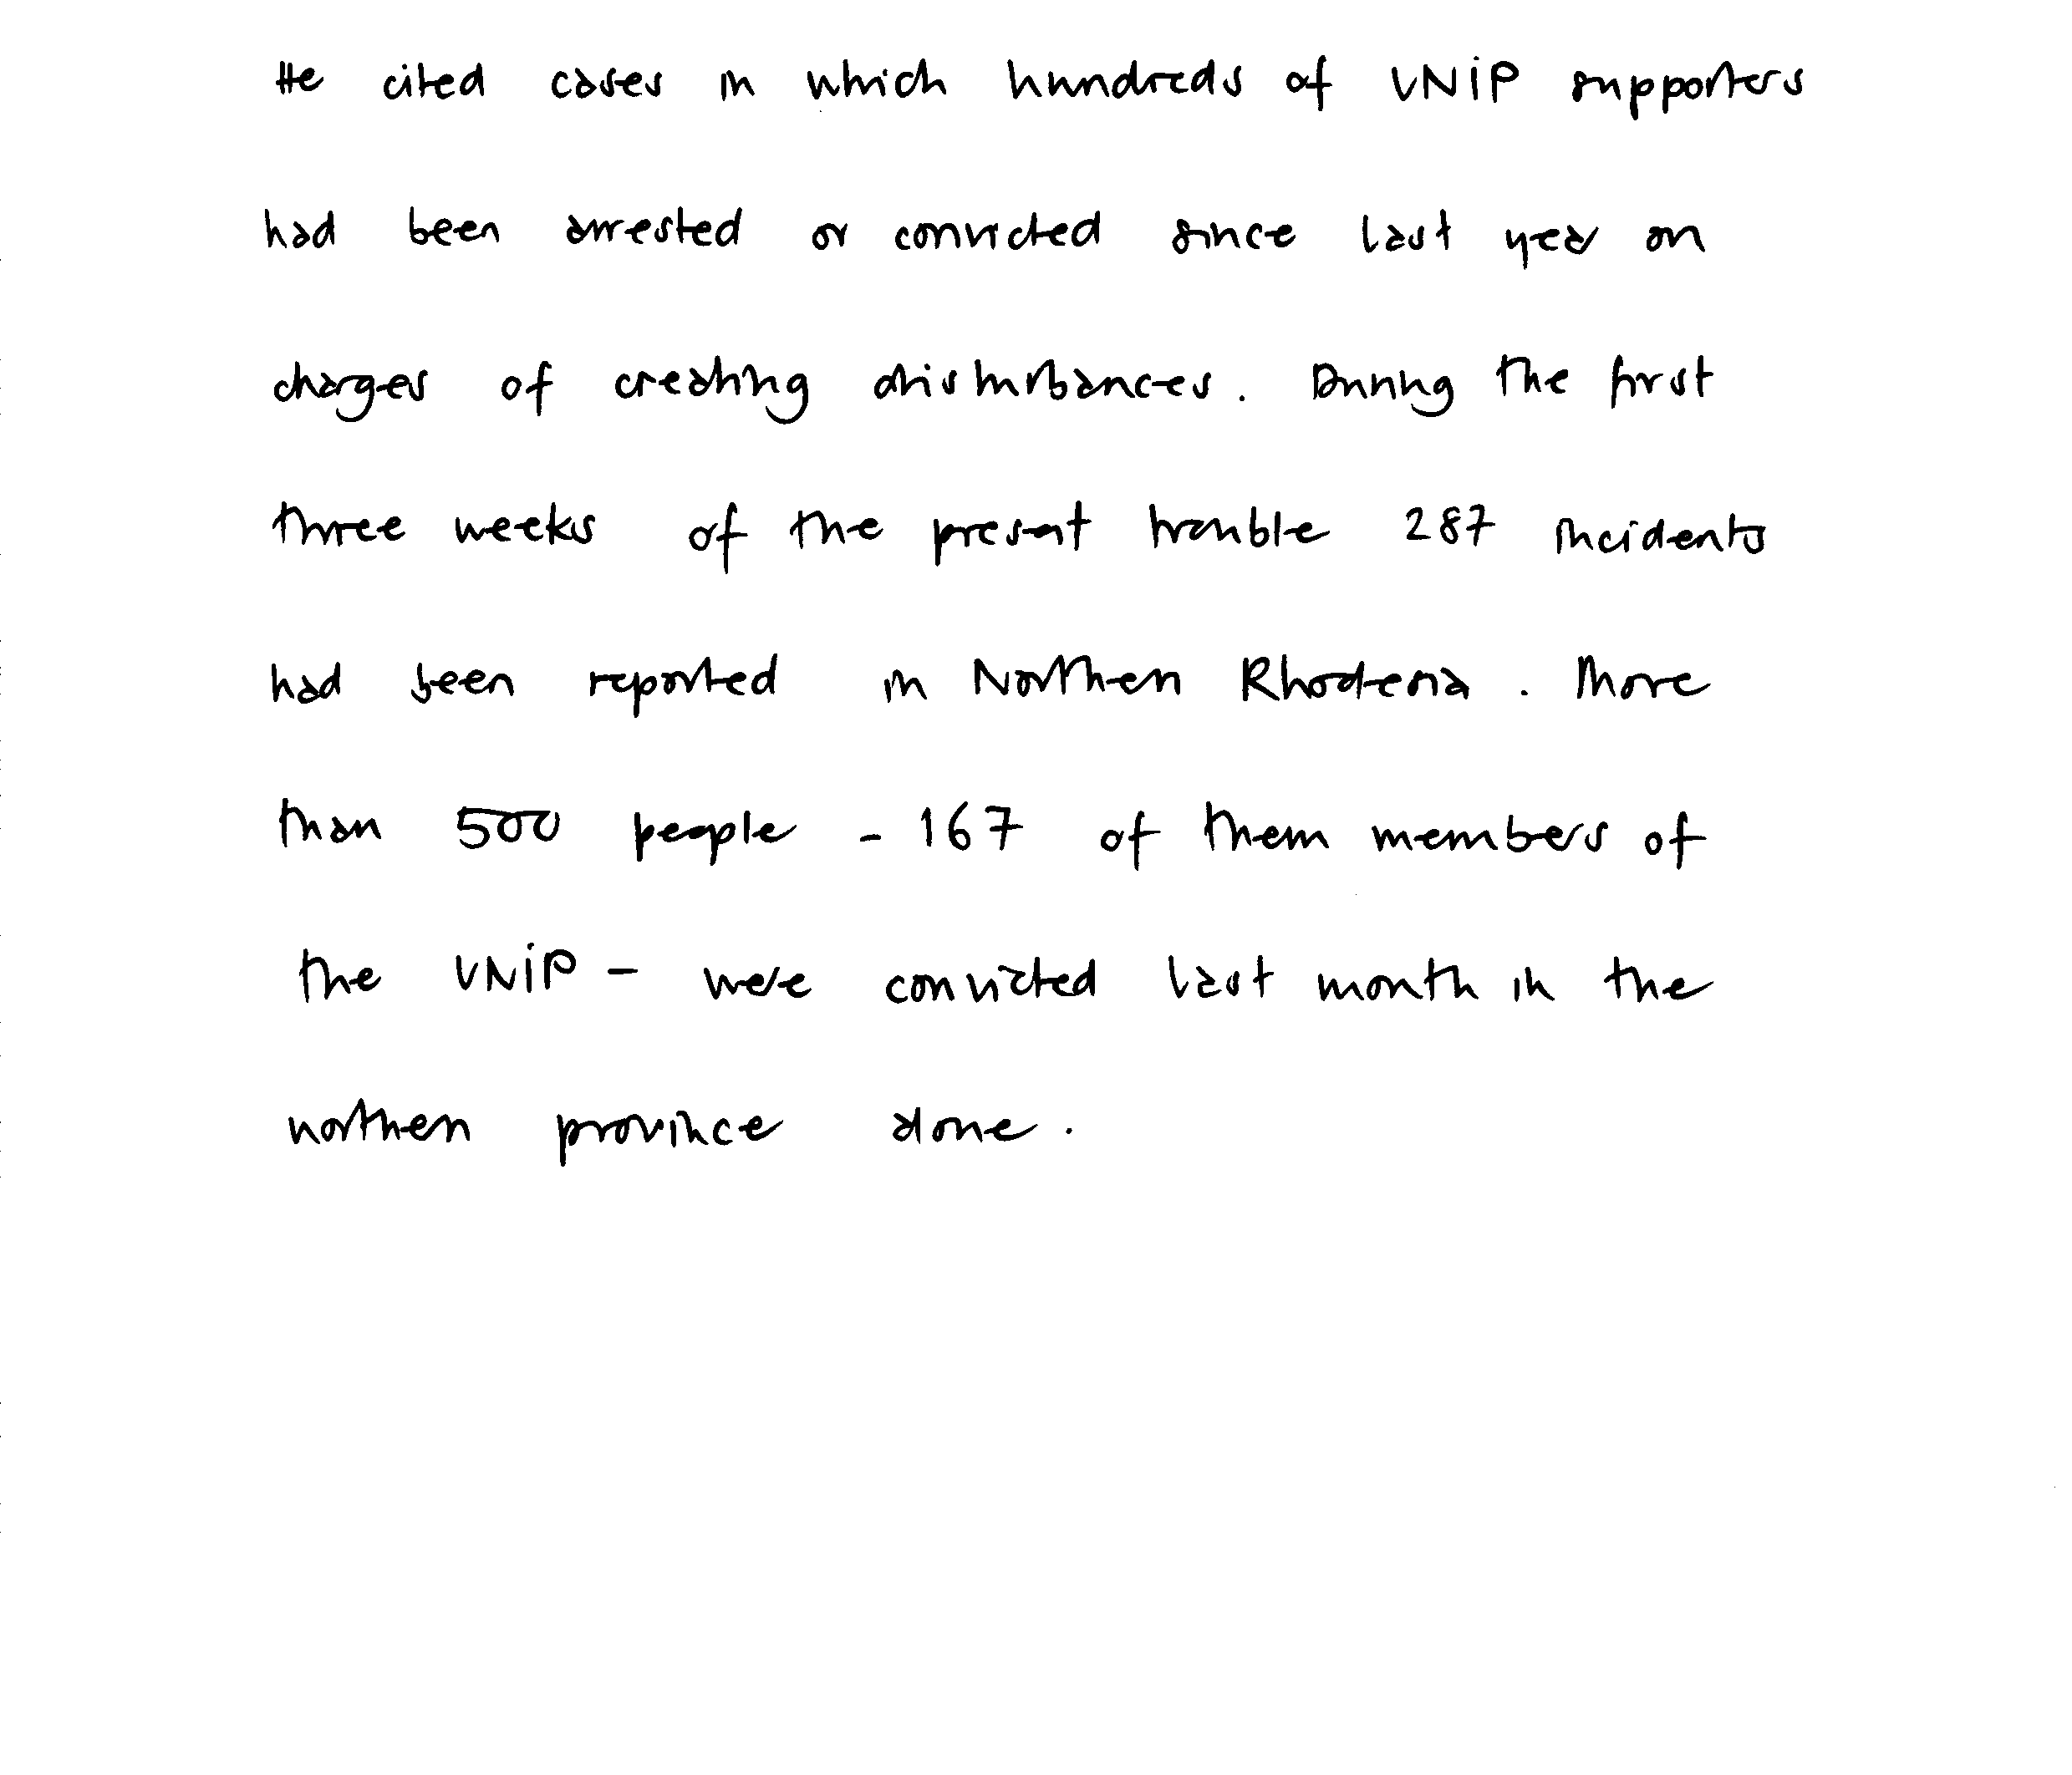 He cited cases in which hundreds of UNIP supporters
had been arrested or convicted since last year on
charges of creating disturbances. During the first
three weeks of the present trouble 287 incidents
had been reported in Northen Rhodesia. More
than 500 people - 167 of them members of
the UNIP - were convicted last month in the
northen province alone.